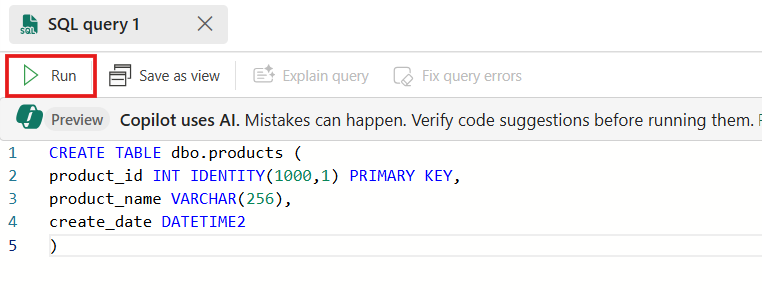 SQL SQL query 1
Run Save as view Explain query Fix query errors
Preview Copilot uses AI. Mistakes can happen. Verify code suggestions before running them.
1 CREATE TABLE dbo.products (
2 product_id INT IDENTITY(1000,1) PRIMARY KEY,
3 product_name VARCHAR(256),
4 create_date DATETIME2
5 )